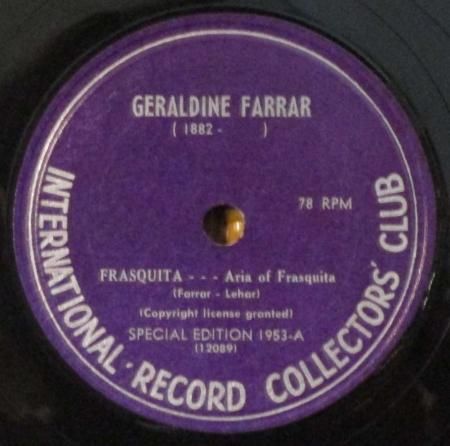 GERALDINE FARRAR
( 1882 - )
78 RPM
FRASQUITA - - - Aria of Frasquita
(Farrar - Lehar)
(Copyright license granted)
SPECIAL EDITION 1953-A
(12089)
INTERNATIONAL · RECORD COLLECTORS' CLUB